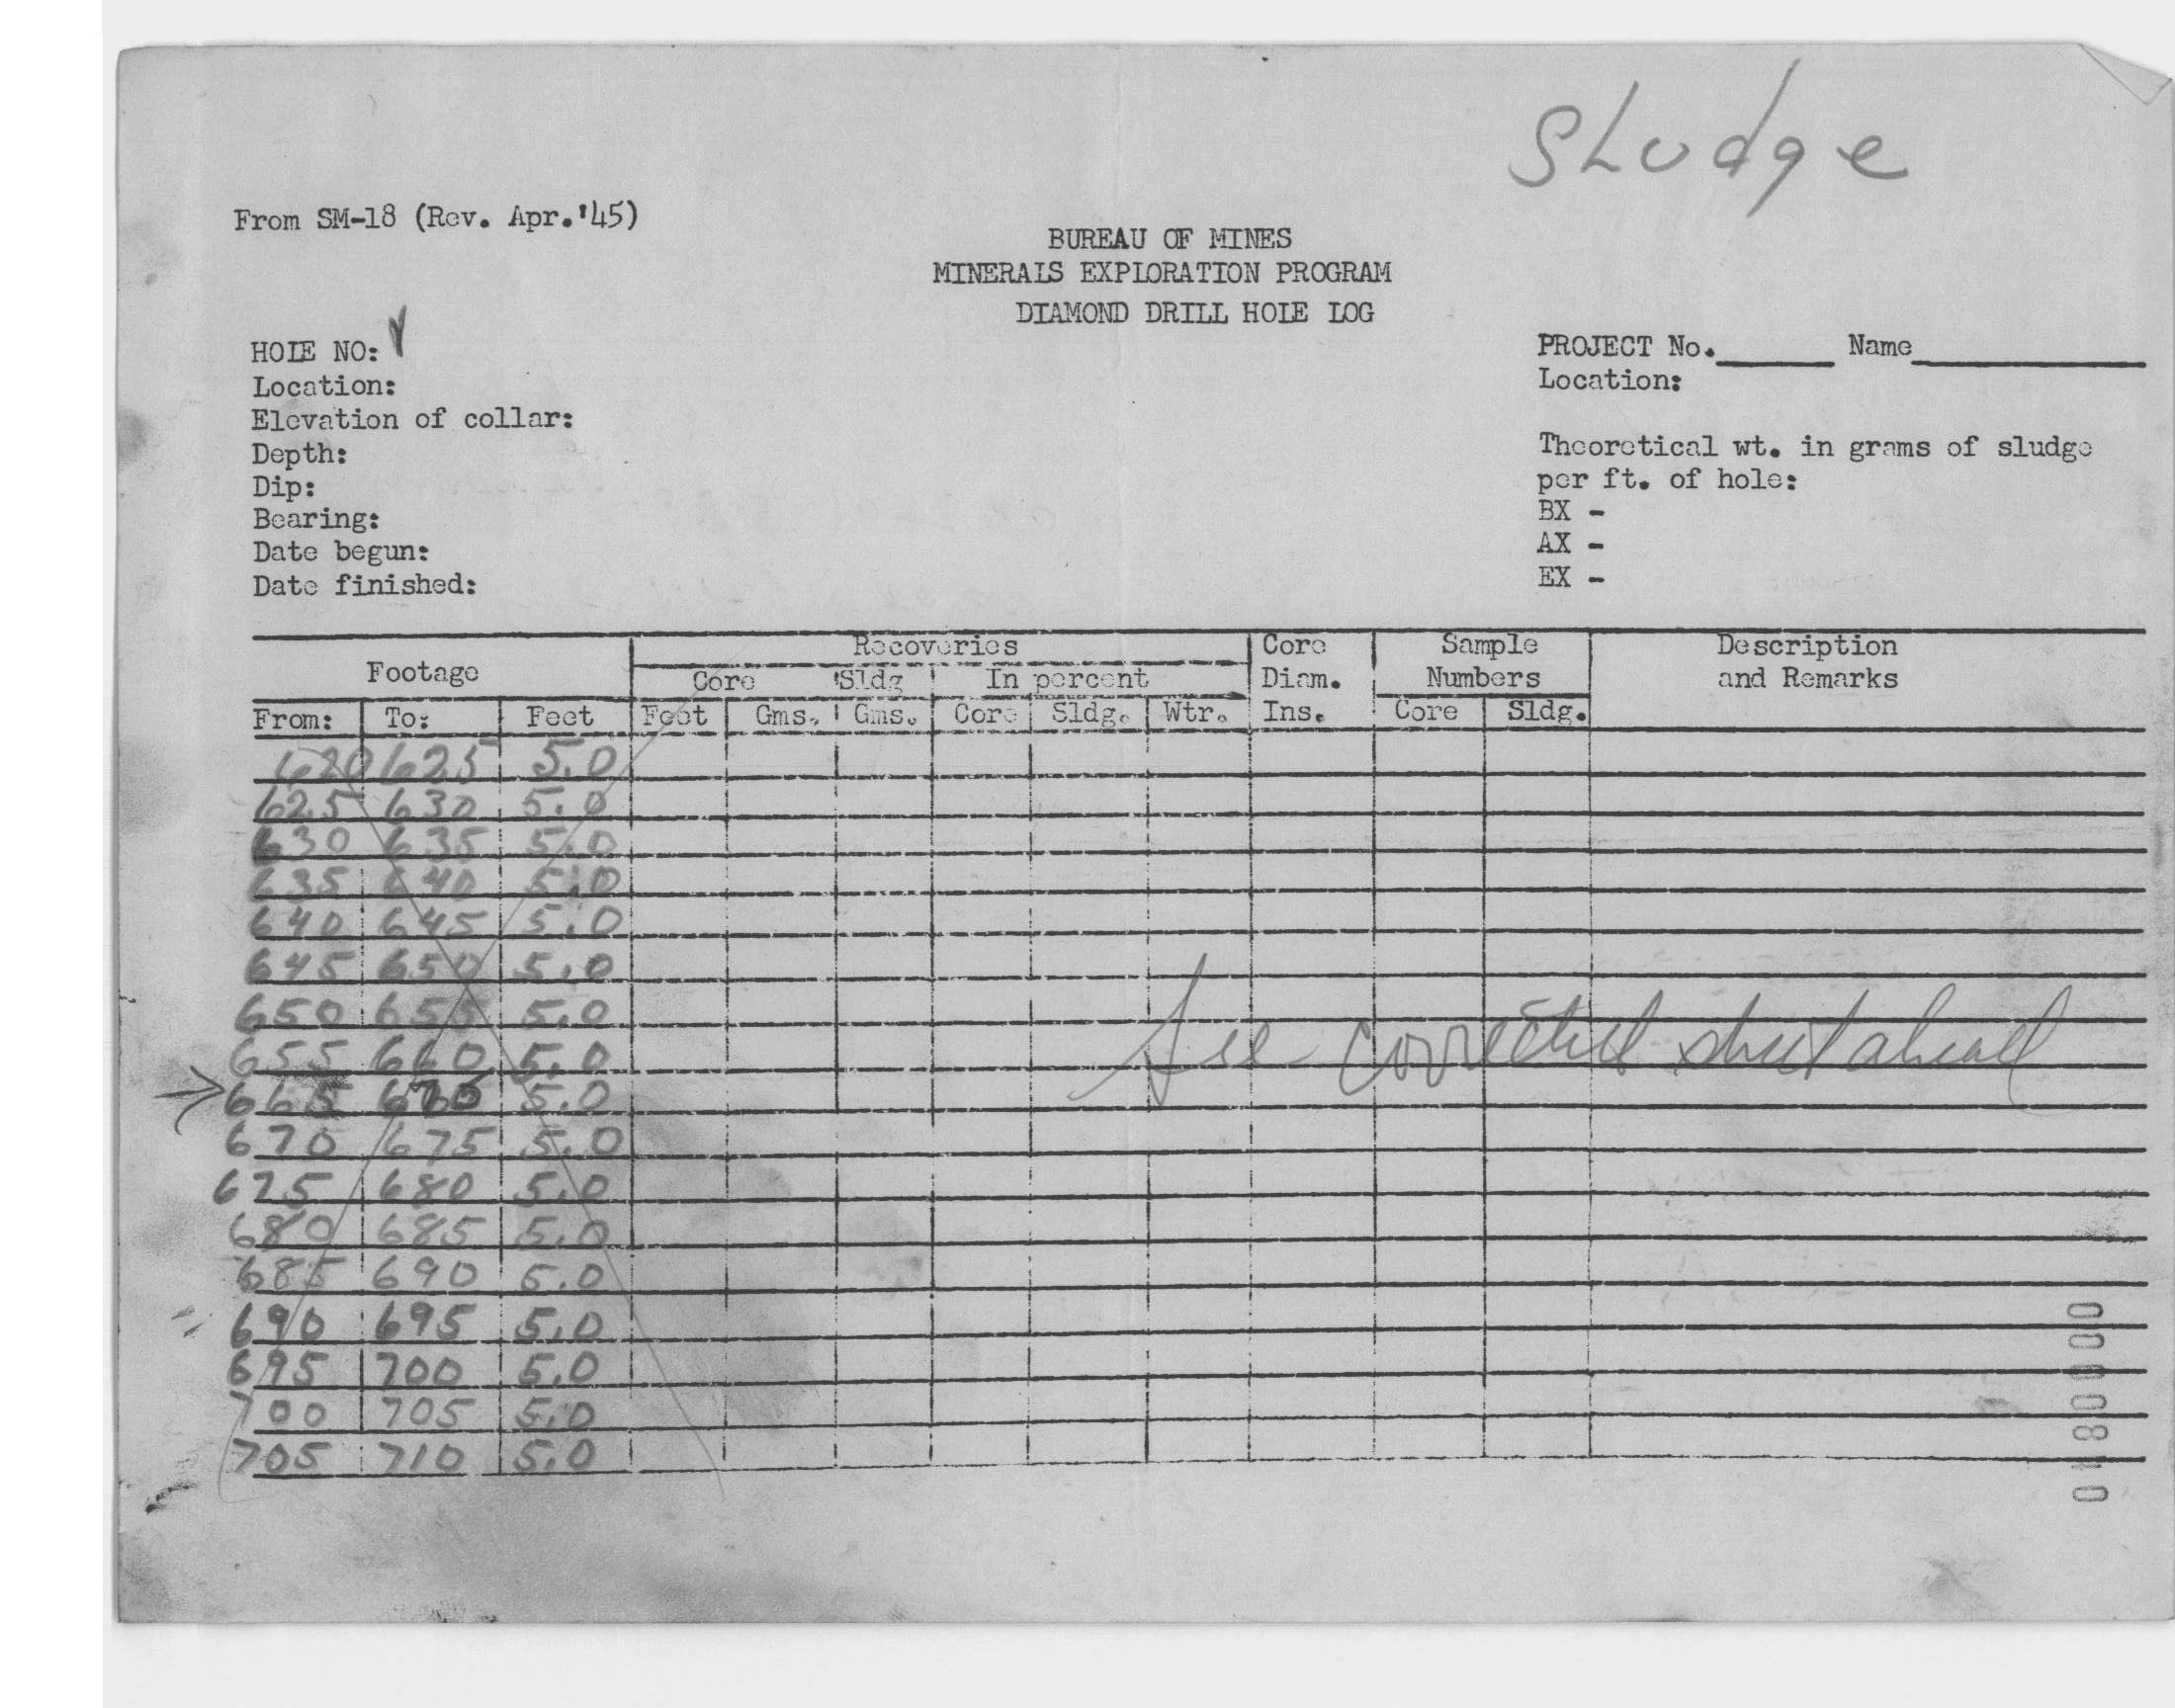 Sludge
From SM-18 (Rev. Apr.'45)
BUREAU OF MINES
MINERALS EXPLORATION PROGRAM
DIAMOND DRILL HOLE LOG
HOLE NO:
Location:
Elevation of collar:
Depth:
Dip:
Bearing:
Date begun:
Date finished:
PROJECT No. Name
Location:
Theoretical wt. in grams of sludge
per ft. of hole:
BX -
AX -
EX -
Footage Recoveries Core Sample Description
Core Sldg In percent Diam. Numbers and Remarks
From: To: Feet Foot Gms. Gms. Core Sldg. Wtr. Ins. Core Sldg.
620 625 5.0
625 630 5.0
630 635 5.0
635 640 5.0
640 645 5.0
645 650 5.0
650 655 5.0
See corrected sheet ahead
655 660 5.0
665 670 5.0
670 675 5.0
675 680 5.0
680 685 5.0
685 690 5.0
690 695 5.0
695 700 5.0
700 705 5.0
705 710 5.0